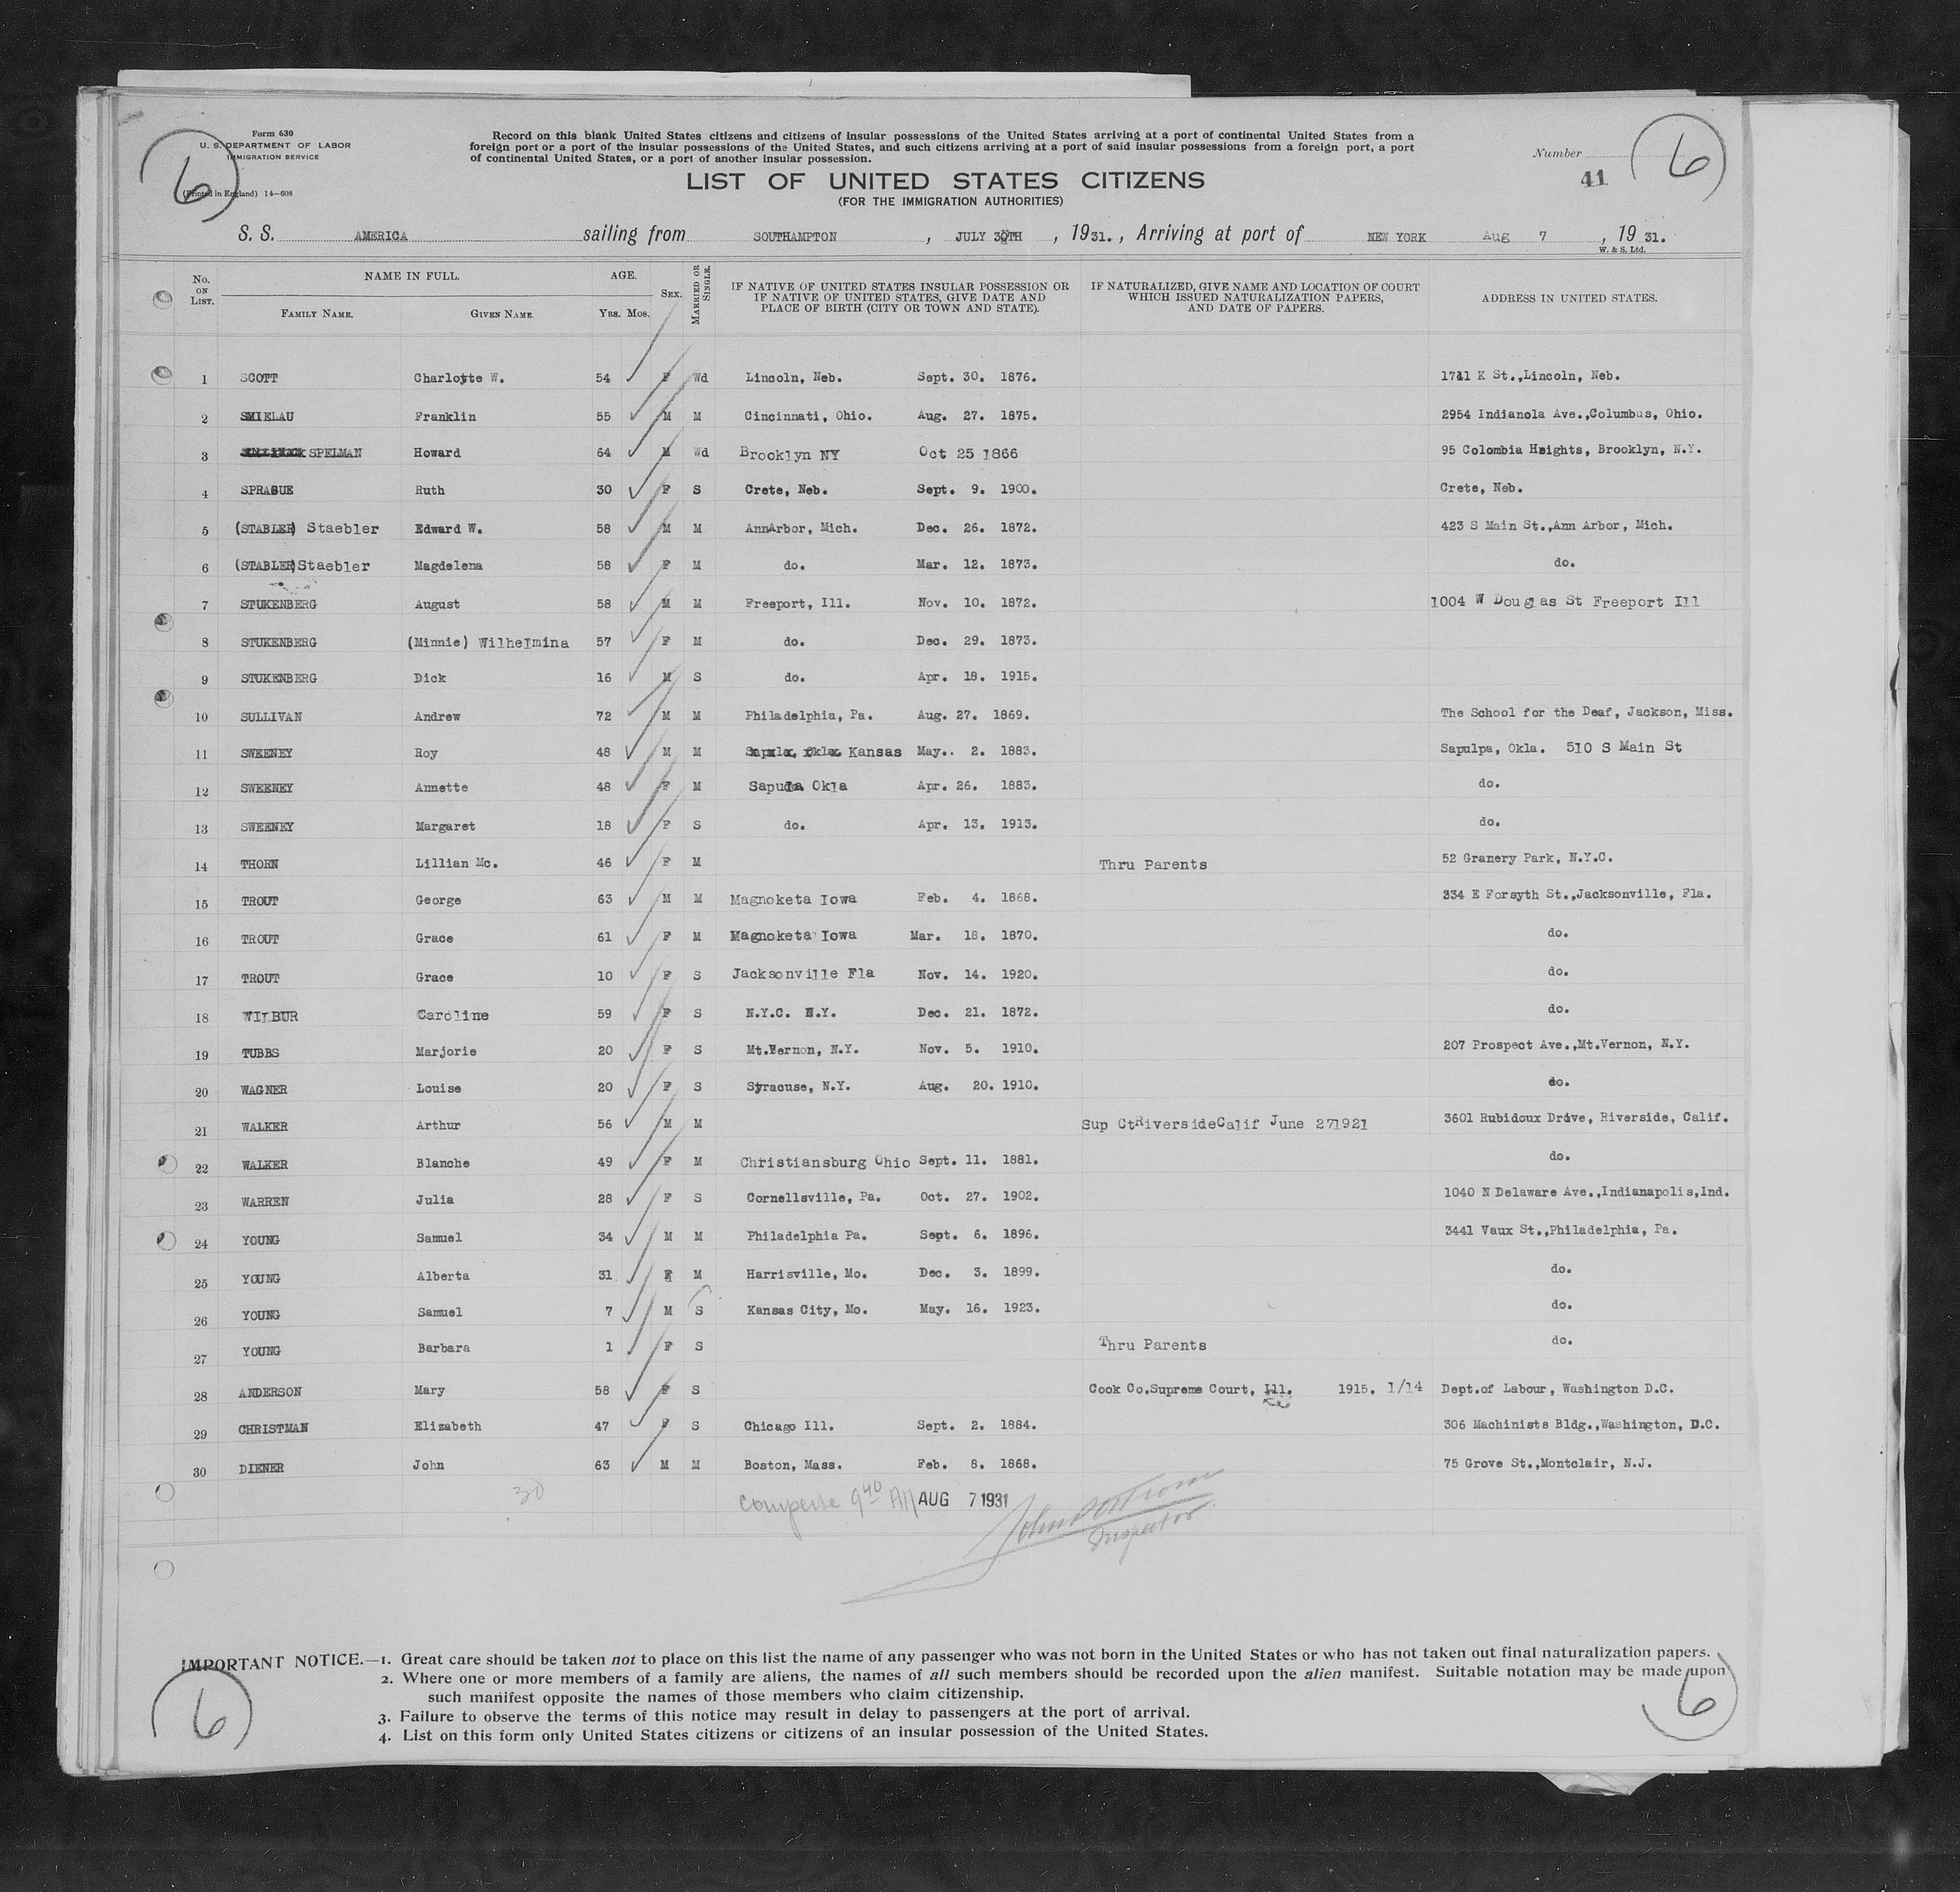 Form 630
U. S. DEPARTMENT OF LABOR
IMMIGRATION SERVICE
(Printed in England) 14—608
6
Record on this blank United States citizens and citizens of insular possessions of the United States arriving at a port of continental United States from a
foreign port or a port of the insular possessions of the United States, and such citizens arriving at a port of said insular possessions from a foreign port, a port
of continental United States, or a port of another insular possession.
Number
41
6
LIST OF UNITED STATES CITIZENS
(FOR THE IMMIGRATION AUTHORITIES)
S. S. AMERICA sailing from SOUTHAMPTON , JULY 30TH , 1931. , Arriving at port of NEW YORK Aug 7 , 1931.
W. & S. Ltd.
No. ON LIST. NAME IN FULL. FAMILY NAME. GIVEN NAME. AGE. YRS. MOS. SEX. MARRIED OR SINGLE. IF NATIVE OF UNITED STATES INSULAR POSSESSION OR IF NATIVE OF UNITED STATES, GIVE DATE AND PLACE OF BIRTH (CITY OR TOWN AND STATE). IF NATURALIZED, GIVE NAME AND LOCATION OF COURT WHICH ISSUED NATURALIZATION PAPERS, AND DATE OF PAPERS. ADDRESS IN UNITED STATES.
1 SCOTT Charlotte W. 54 F Wd Lincoln, Neb. Sept. 30. 1876. 1711 K St.,Lincoln, Neb.
2 SMIELAU Franklin 55 M M Cincinnati, Ohio. Aug. 27. 1875. 2954 Indianola Ave.,Columbus, Ohio.
3 SPELMAN Howard 64 M Wd Brooklyn NY Oct 25 1866 95 Colombia Heights, Brooklyn, N.Y.
4 SPRAGUE Ruth 30 F S Crete, Neb. Sept. 9. 1900. Crete, Neb.
5 (STABLER) Staebler Edward W. 58 M M AnnArbor, Mich. Dec. 26. 1872. 423 S Main St.,Ann Arbor, Mich.
6 (STABLER)Staebler Magdelena 58 F M do. Mar. 12. 1873. do.
7 STUKENBERG August 58 M M Freeport, Ill. Nov. 10. 1872. 1004 W Douglas St Freeport Ill
8 STUKENBERG (Minnie) Wilhelmina 57 F M do. Dec. 29. 1873.
9 STUKENBERG Dick 16 M S do. Apr. 18. 1915.
10 SULLIVAN Andrew 72 M M Philadelphia, Pa. Aug. 27. 1869. The School for the Deaf, Jackson, Miss.
11 SWEENEY Roy 48 M M Kansas May.. 2. 1883. Sapulpa, Okla. 510 S Main St
12 SWEENEY Annette 48 F M Okla Apr. 26. 1883. do.
13 SWEENEY Margaret 18 F S do. Apr. 13. 1913. do.
14 THORN Lillian Mc. 46 F M Thru Parents 52 Granery Park, N.Y.C.
15 TROUT George 63 M M Magnoketa Iowa Feb. 4. 1868. 334 E Forsyth St.,Jacksonville, Fla.
16 TROUT Grace 61 F M Magnoketa Iowa Mar. 18. 1870. do.
17 TROUT Grace 10 F S Jacksonville Fla Nov. 14. 1920. do.
18 WILBUR Caroline 59 F S N.Y.C. N.Y. Dec. 21. 1872. do.
19 TUBBS Marjorie 20 F S Mt.Vernon, N.Y. Nov. 5. 1910. 207 Prospect Ave.,Mt.Vernon, N.Y.
20 WAGNER Louise 20 F S Syracuse, N.Y. Aug. 20. 1910. do.
21 WALKER Arthur 56 M M Sup CtRiversideCalif June 271921 3601 Rubidoux Drive, Riverside, Calif.
22 WALKER Blanche 49 F M Christiansburg Ohio Sept. 11. 1881. do.
23 WARREN Julia 28 F S Cornellsville, Pa. Oct. 27. 1902. 1040 N Delaware Ave.,Indianapolis,Ind.
24 YOUNG Samuel 34 M M Philadelphia Pa. Sept. 6. 1896. 3441 Vaux St.,Philadelphia, Pa.
25 YOUNG Alberta 31 F M Harrisville, Mo. Dec. 3. 1899. do.
26 YOUNG Samuel 7 M S Kansas City, Mo. May. 16. 1923. do.
27 YOUNG Barbara 1 F S Thru Parents do.
28 ANDERSON Mary 58 F S Cook Co.Supreme Court, Ill. 1915. 1/14 Dept.of Labour, Washington D.C.
29 CHRISTMAN Elizabeth 47 F S Chicago Ill. Sept. 2. 1884. 306 Machinists Bldg.,Washington, D.C.
30 DIENER John 63 M M Boston, Mass. Feb. 8. 1868. 75 Grove St.,Montclair, N.J.
30 9 40 AM AUG 7 1931
Inspector
IMPORTANT NOTICE.—1. Great care should be taken not to place on this list the name of any passenger who was not born in the United States or who has not taken out final naturalization papers.
2. Where one or more members of a family are aliens, the names of all such members should be recorded upon the alien manifest. Suitable notation may be made upon
such manifest opposite the names of those members who claim citizenship.
3. Failure to observe the terms of this notice may result in delay to passengers at the port of arrival.
4. List on this form only United States citizens or citizens of an insular possession of the United States.
6
6